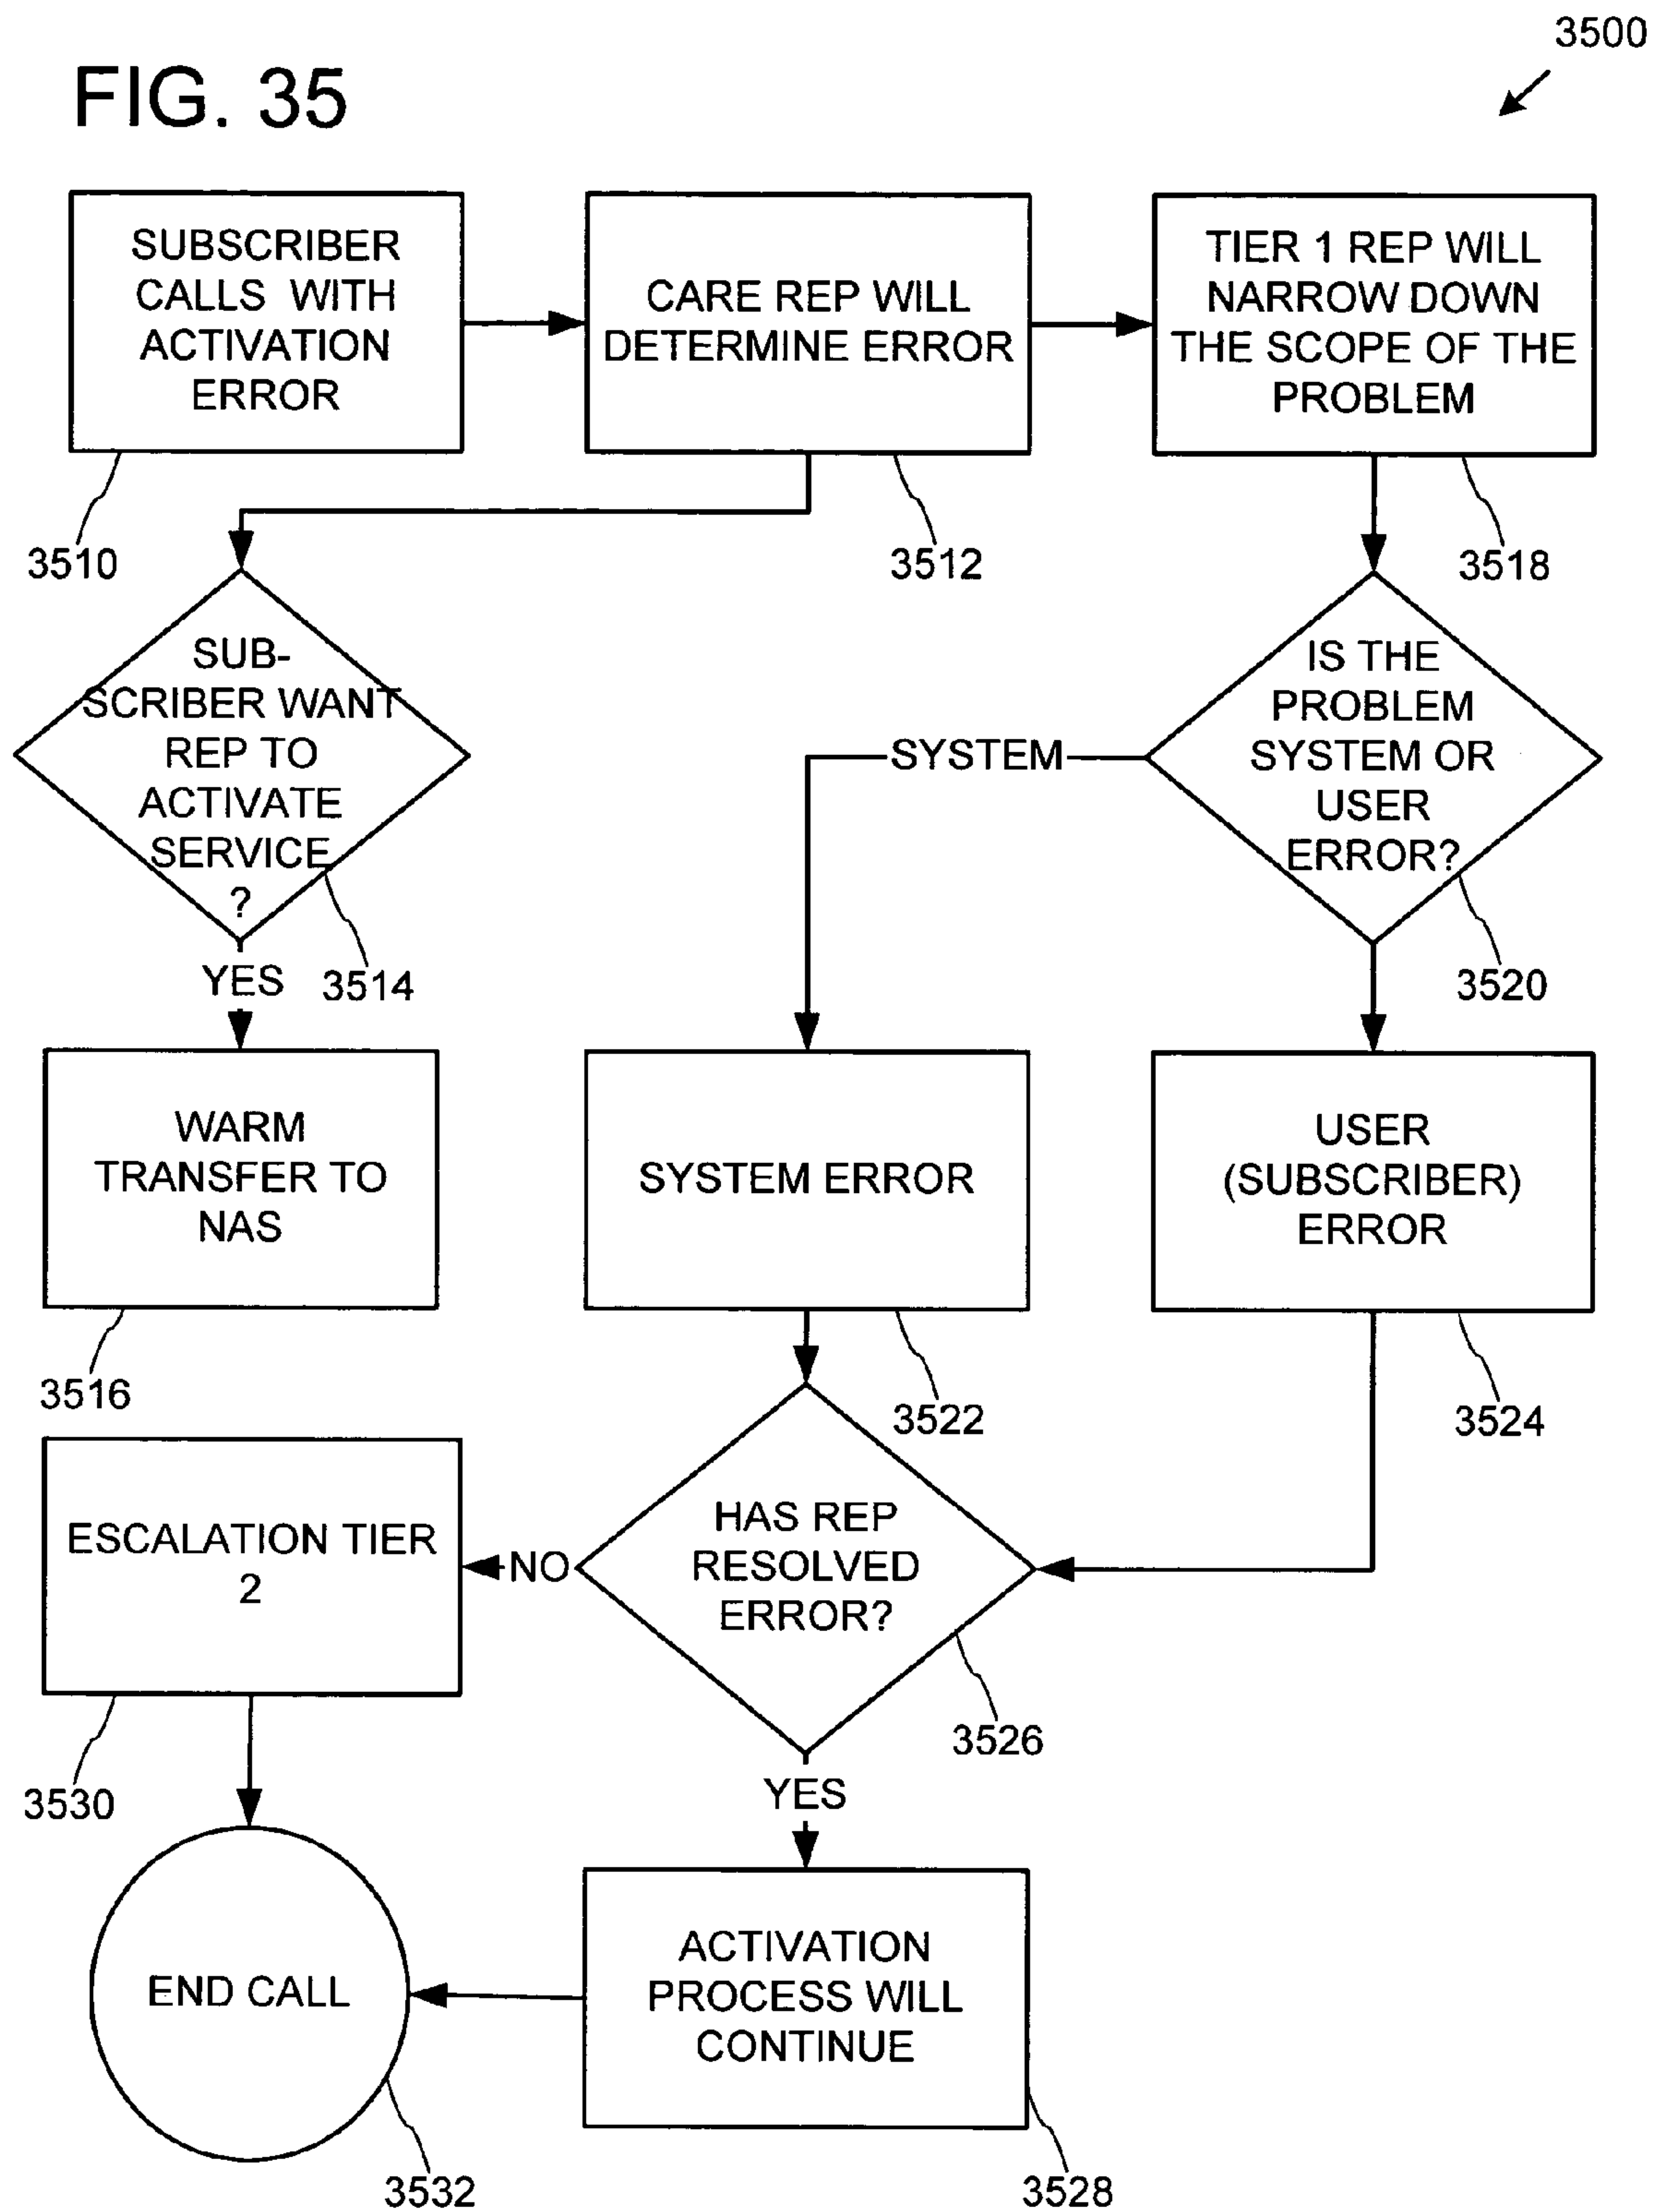 3500
FIG. 35
SUBSCRIBER
CALLS WITH
ACTIVATION
ERROR
CARE REP WILL
DETERMINE ERROR
TIER 1 REP WILL
NARROW DOWN
THE SCOPE OF THE
PROBLEM
3510
3512
3518
SUB-
SCRIBER WANT
REP TO
ACTIVATE
SERVICE
?
IS THE
PROBLEM
SYSTEM OR
USER
ERROR?
SYSTEM
YES
3514
3520
WARM
TRANSFER TO
NAS
SYSTEM ERROR
USER
(SUBSCRIBER)
ERROR
3516
3522
3524
ESCALATION TIER
2
NO
HAS REP
RESOLVED
ERROR?
3526
YES
3530
END CALL
ACTIVATION
PROCESS WILL
CONTINUE
3532
3528